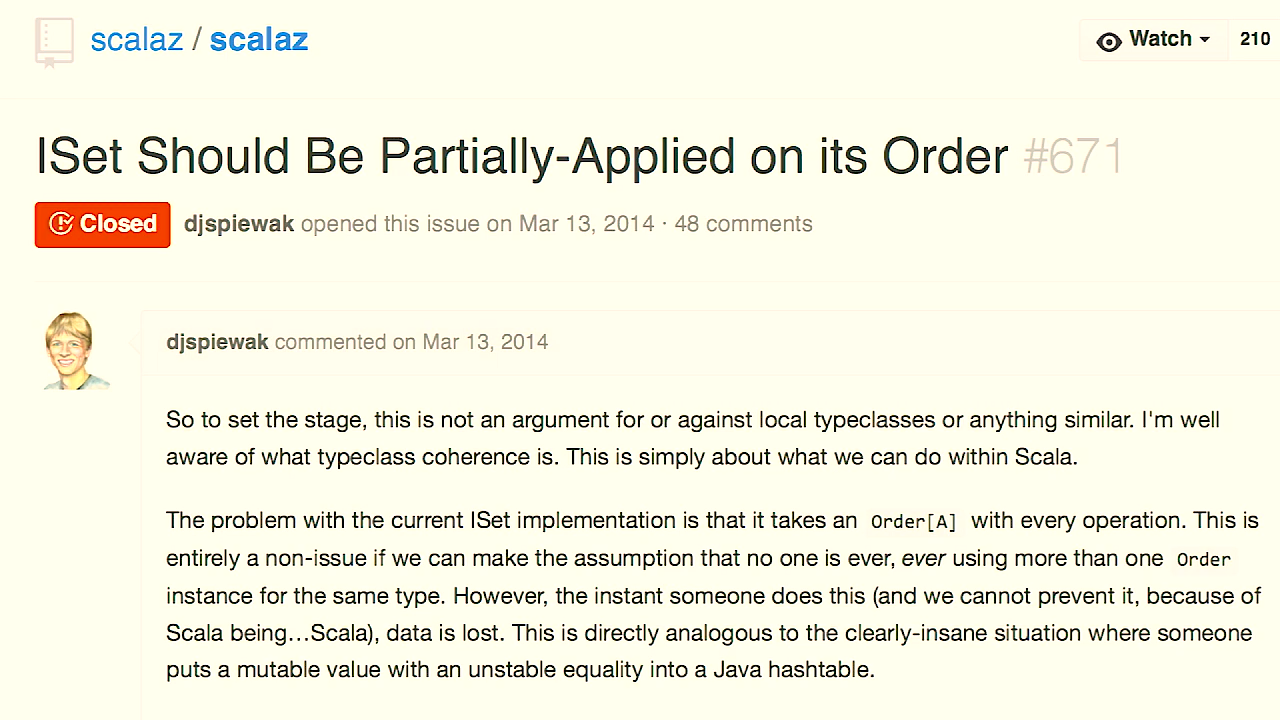 scalaz / scalaz
Watch 210
ISet Should Be Partially-Applied on its Order #671
Closed djspiewak opened this issue on Mar 13, 2014 · 48 comments
djspiewak commented on Mar 13, 2014
So to set the stage, this is not an argument for or against local typeclasses or anything similar. I'm well
aware of what typeclass coherence is. This is simply about what we can do within Scala.
The problem with the current ISet implementation is that it takes an Order[A] with every operation. This is
entirely a non-issue if we can make the assumption that no one is ever, ever using more than one Order
instance for the same type. However, the instant someone does this (and we cannot prevent it, because of
Scala being…Scala), data is lost. This is directly analogous to the clearly-insane situation where someone
puts a mutable value with an unstable equality into a Java hashtable.